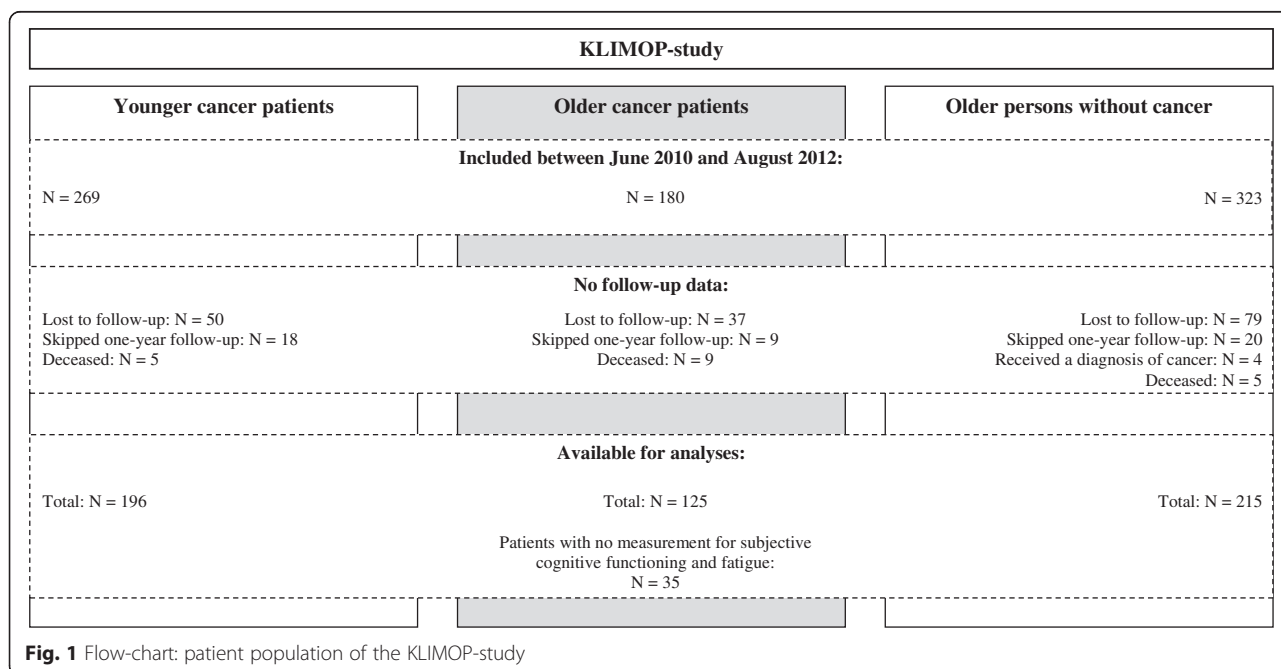 KLIMOP-study
Younger cancer patients
Older cancer patients
Older persons without cancer
Included between June 2010 and August 2012:
N = 269
N = 180
N = 323
No follow-up data:
Lost to follow-up: N = 50
Skipped one-year follow-up: N = 18
Deceased: N = 5
Lost to follow-up: N = 37
Skipped one-year follow-up: N = 9
Deceased: N = 9
Lost to follow-up: N = 79
Skipped one-year follow-up: N = 20
Received a diagnosis of cancer: N = 4
Deceased: N = 5
Available for analyses:
Total: N = 196
Total: N = 125
Total: N = 215
Patients with no measurement for subjective
cognitive functioning and fatigue:
N = 35
Fig. 1 Flow-chart: patient population of the KLIMOP-study